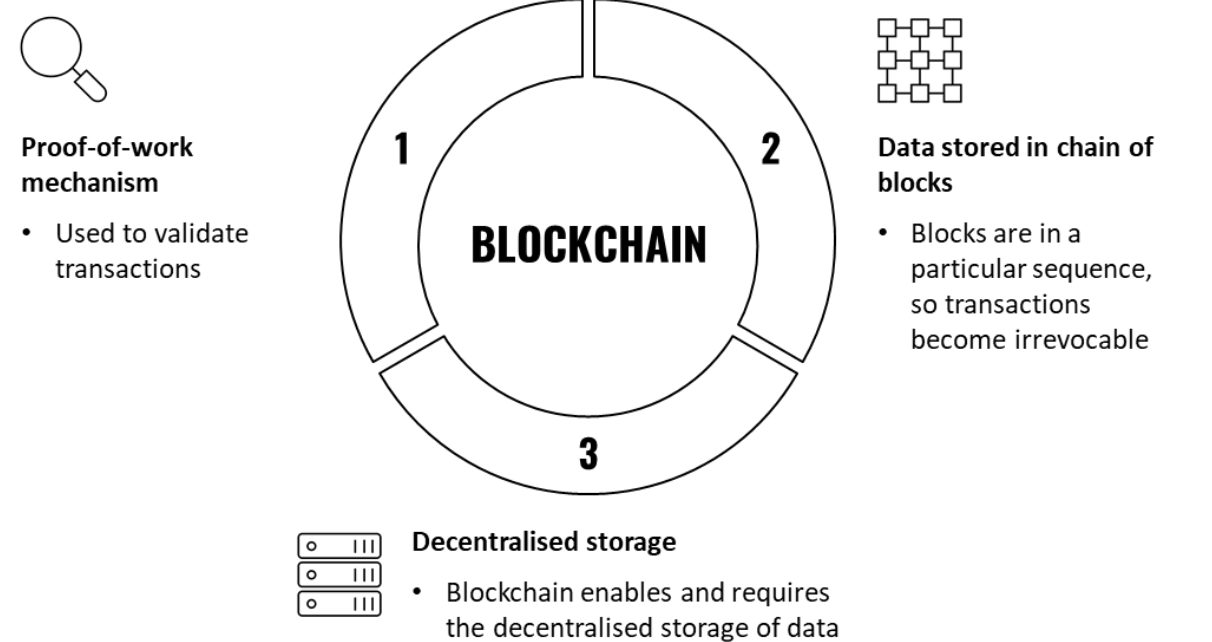 Proof-of-work
mechanism
• Used to validate
transactions
1
BLOCKCHAIN
2
3
Data stored in chain of
blocks
• Blocks are in a
particular sequence,
so transactions
become irrevocable
Decentralised storage
• Blockchain enables and requires
the decentralised storage of data